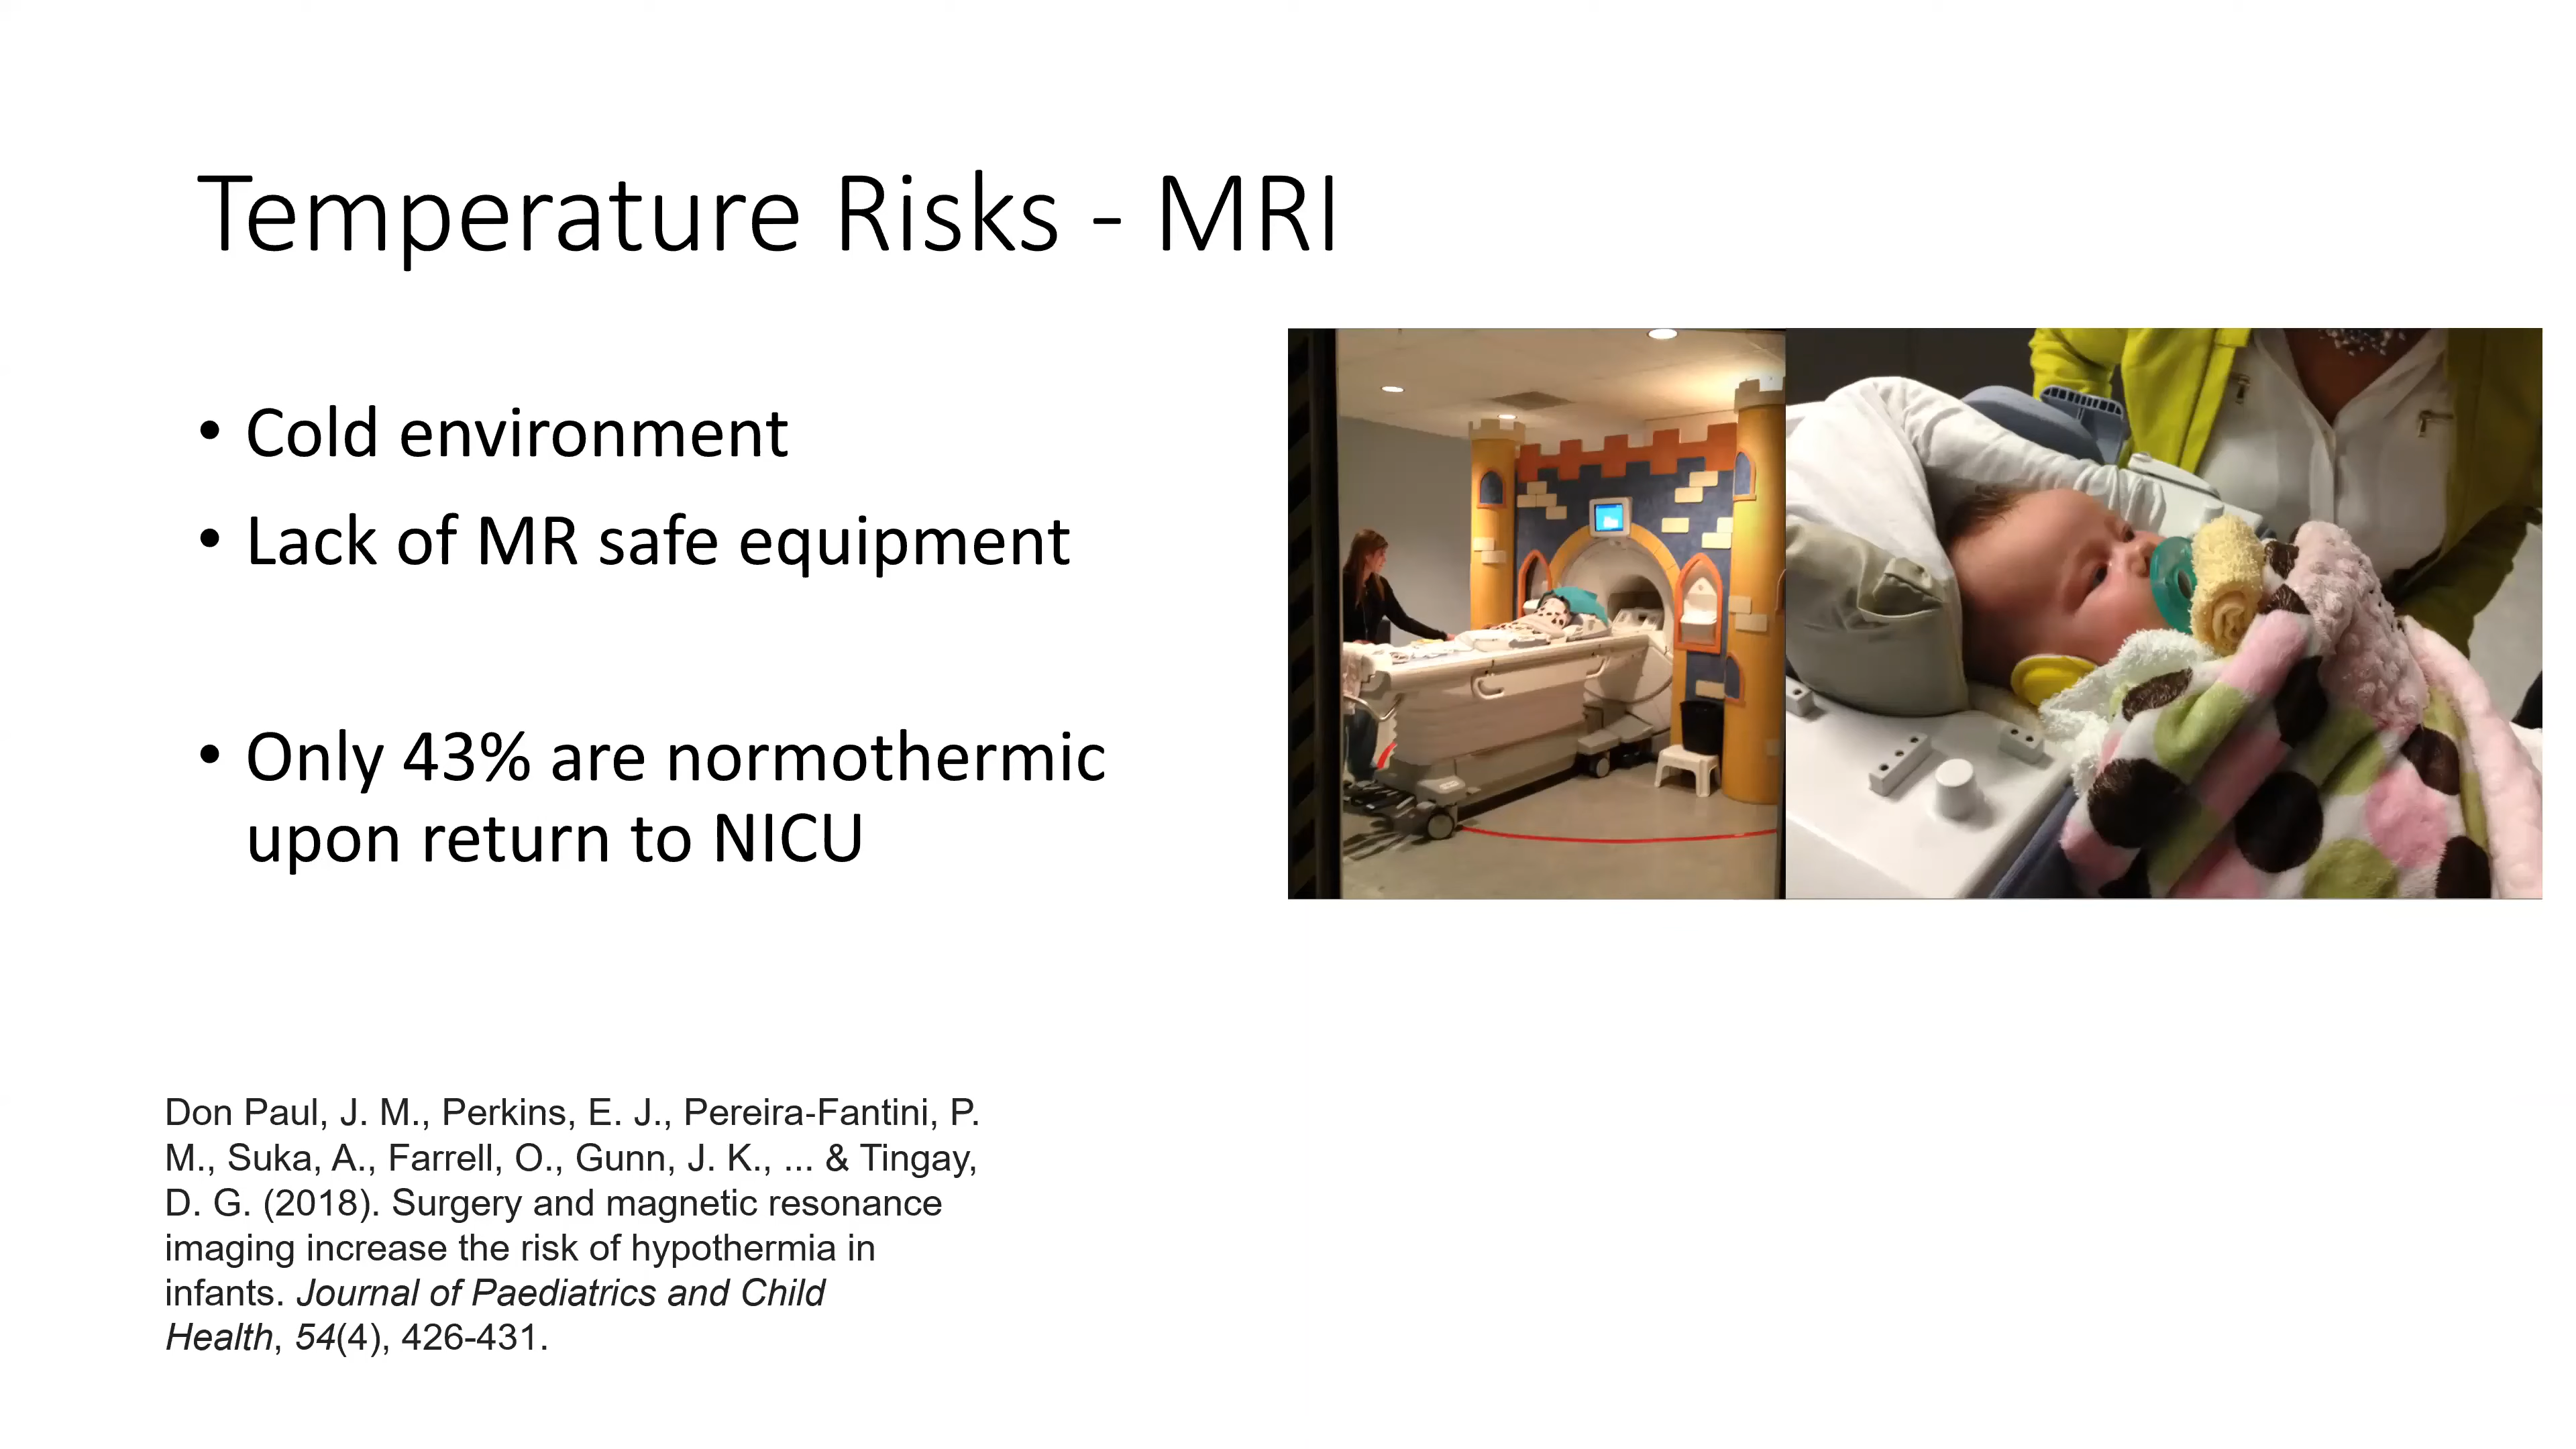 Temperature Risks - MRI
• Cold environment
• Lack of MR safe equipment
• Only 43% are normothermic
upon return to NICU
Don Paul, J. M., Perkins, E. J., Pereira-Fantini, P.
M., Suka, A., Farrell, O., Gunn, J. K., ... & Tingay,
D. G. (2018). Surgery and magnetic resonance
imaging increase the risk of hypothermia in
infants. Journal of Paediatrics and Child
Health, 54(4), 426-431.